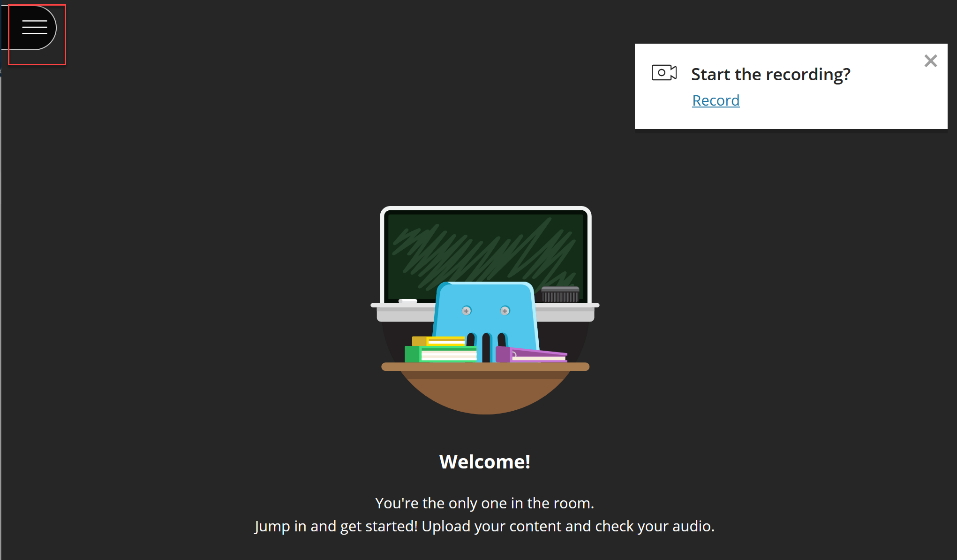 Start the recording?
Record
Welcome!
You're the only one in the room.
Jump in and get started! Upload your content and check your audio.